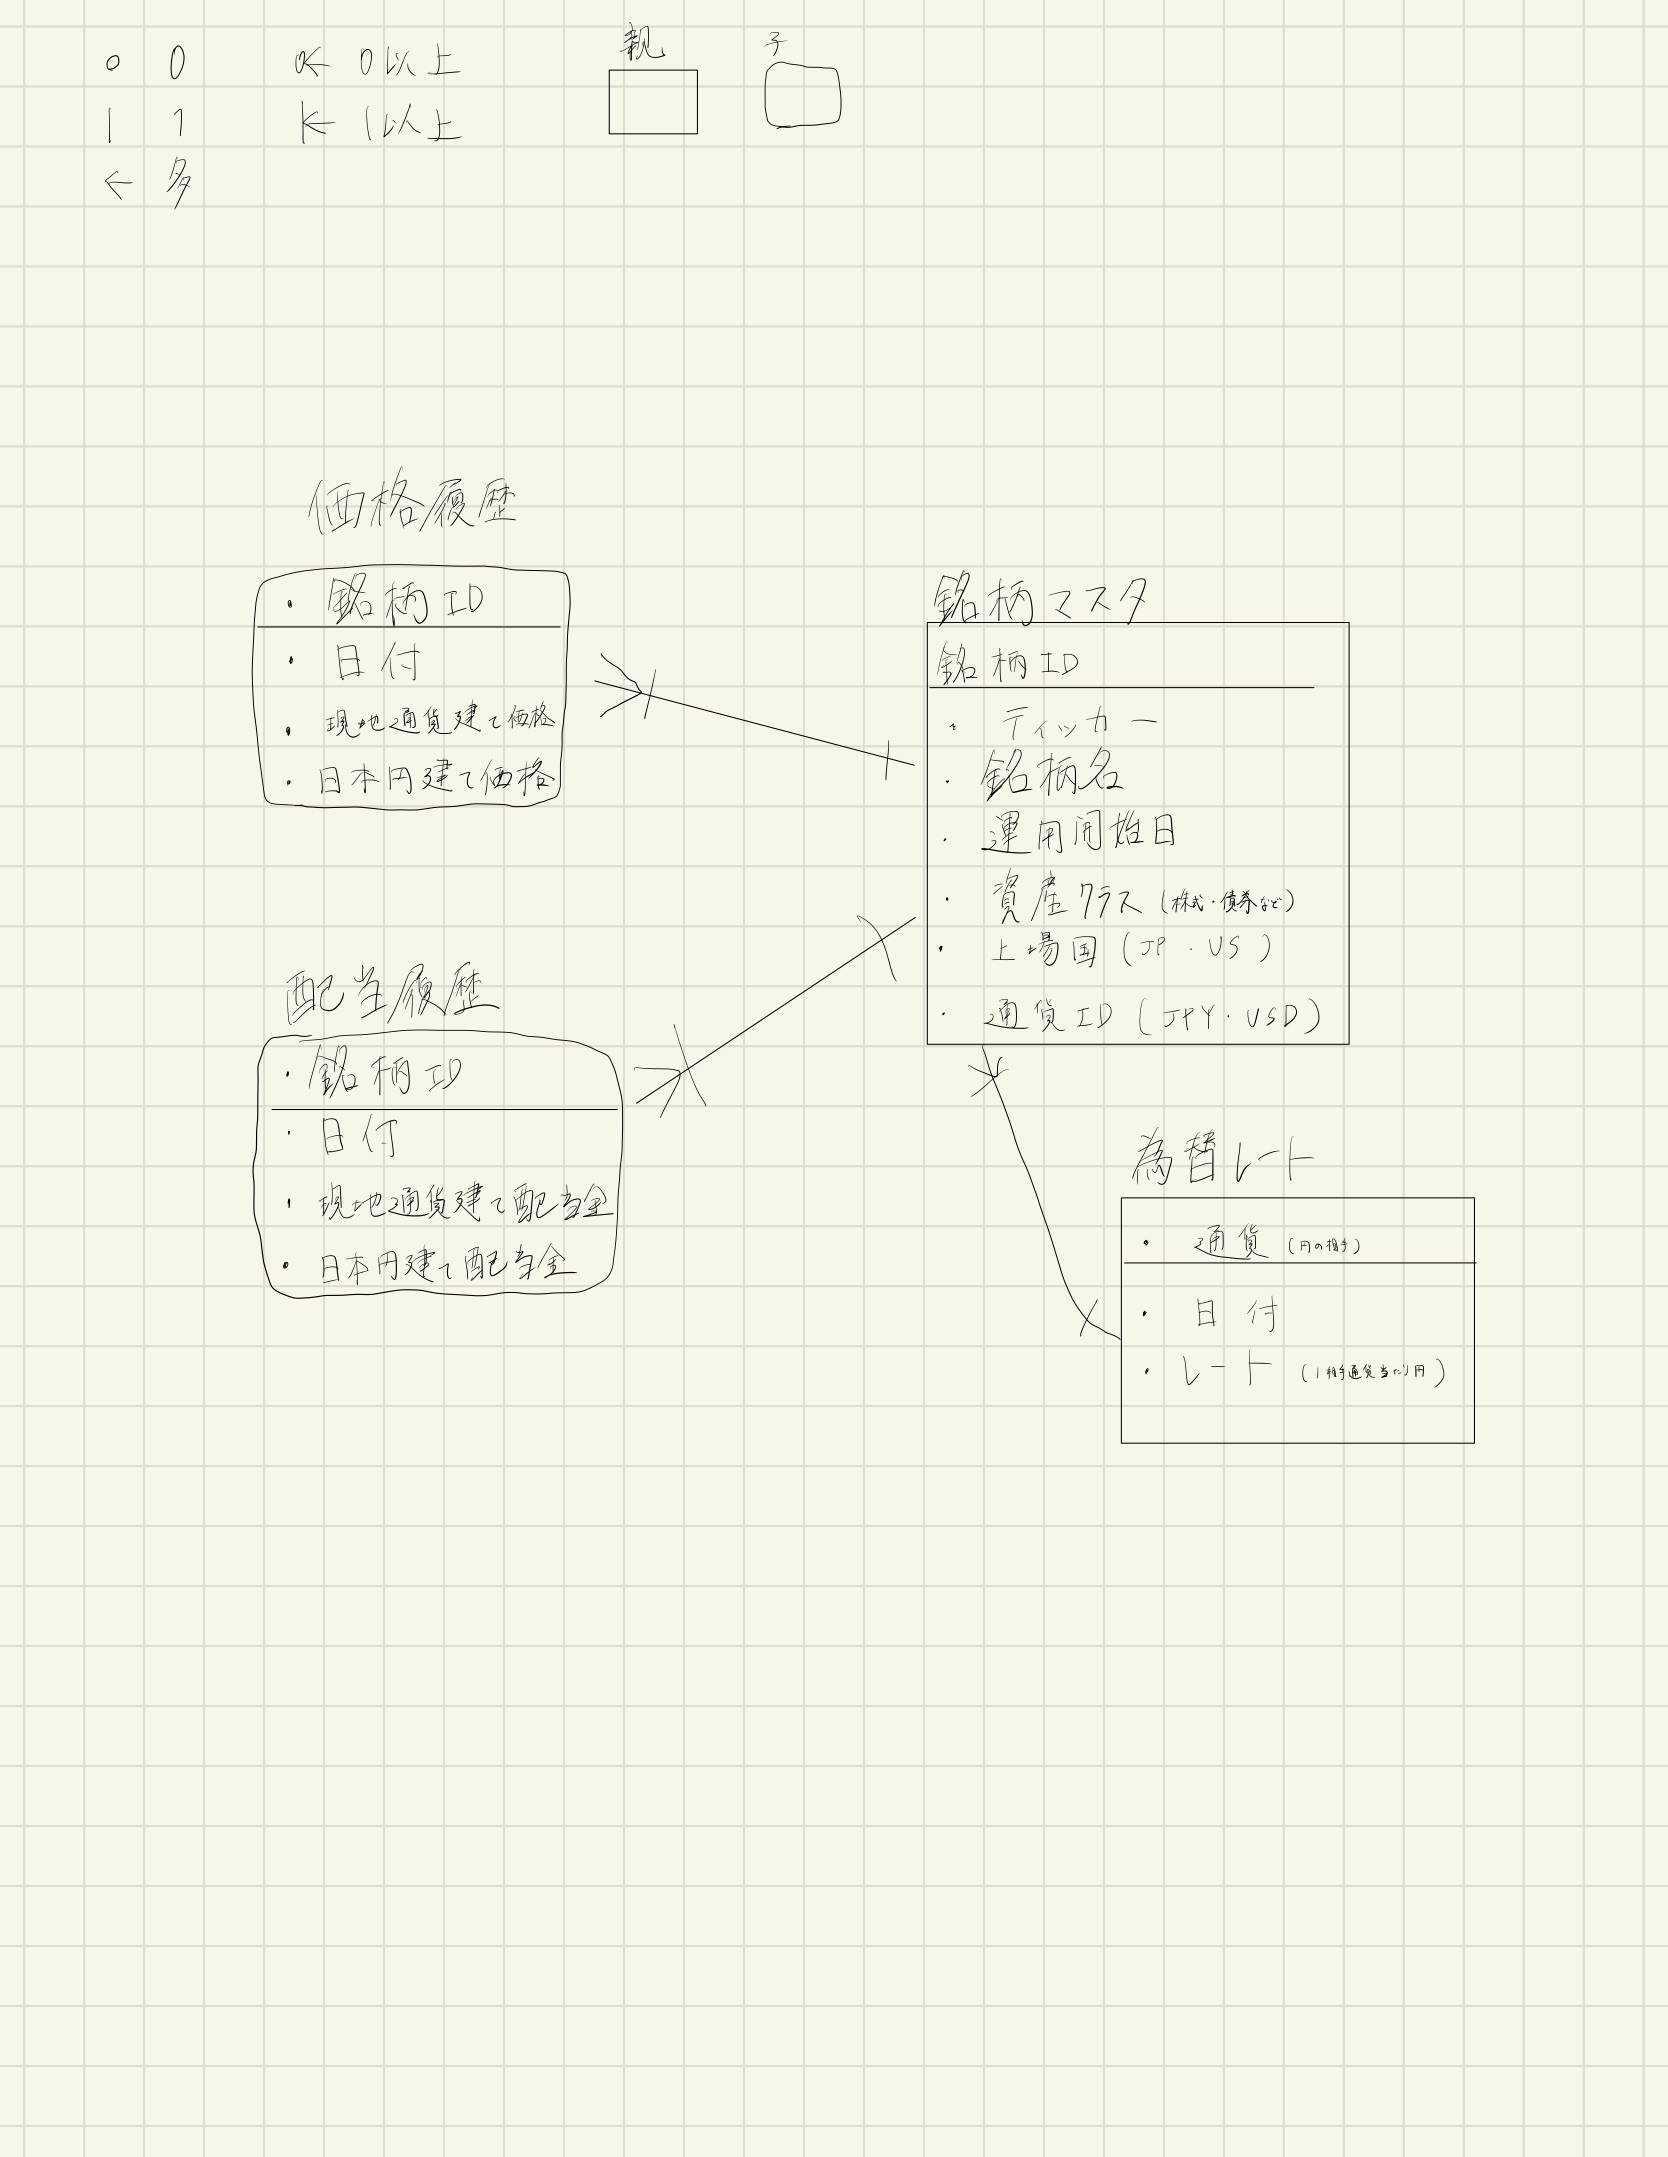 ○ 0
| 1
← 多
0← 0以上
|← 1以上
親
子
価格履歴
・銘柄ID
・日付
・現地通貨建て価格
・日本円建て価格
銘柄マスタ
銘柄ID
・ティッカー
・銘柄名
・運用開始日
・資産クラス（株式・債券など）
・上場国（JP・US）
・通貨ID（JPY・USD）
配当履歴
・銘柄ID
・日付
・現地通貨建て配当金
・日本円建て配当金
為替レート
・通貨（円の相手）
・日付
・レート（1相手通貨当たり円）